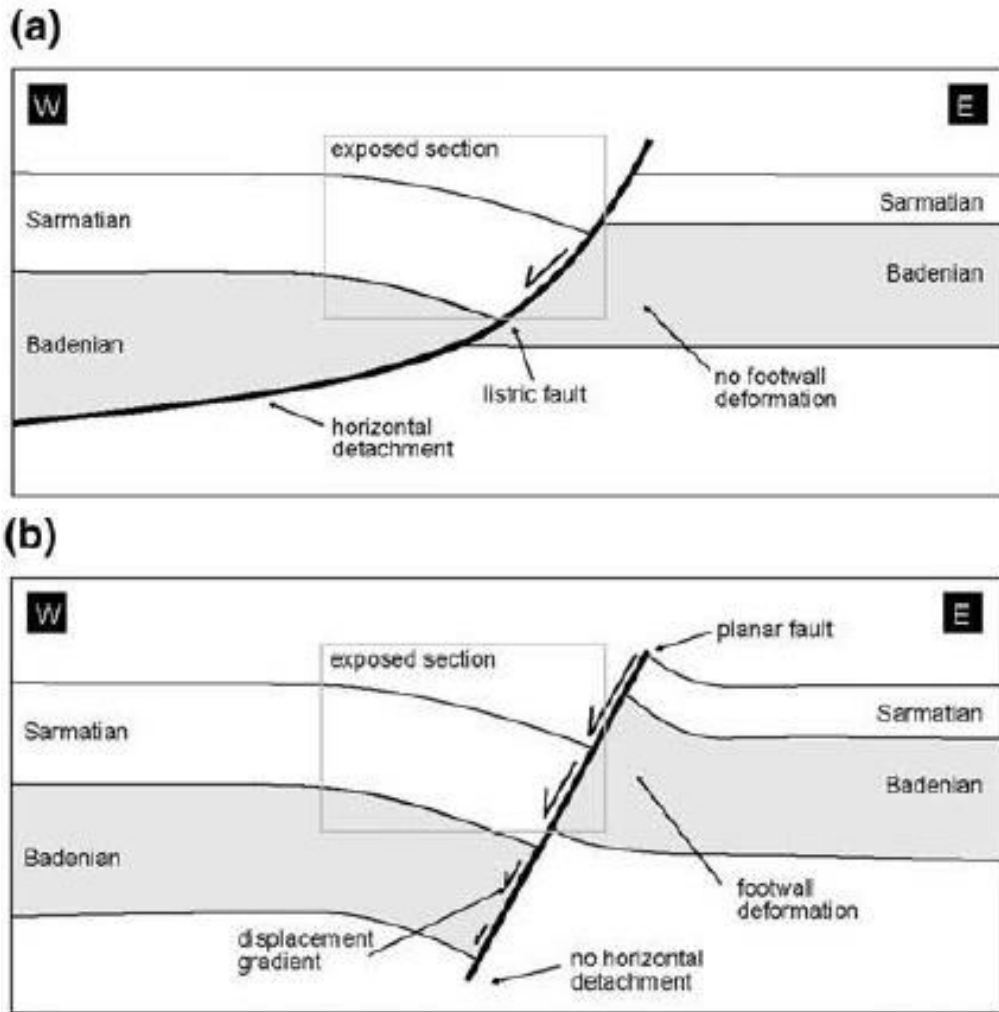 (a)
W
E
exposed section
Sarmatian
Sarmatian
Badenian
Badenian
no footwall
deformation
listric fault
horizontal
detachment
(b)
W
E
planar fault
exposed section
Sarmatian
Sarmatian
Badenian
Badenian
footwall
deformation
displacement
gradient
no horizontal
detachment